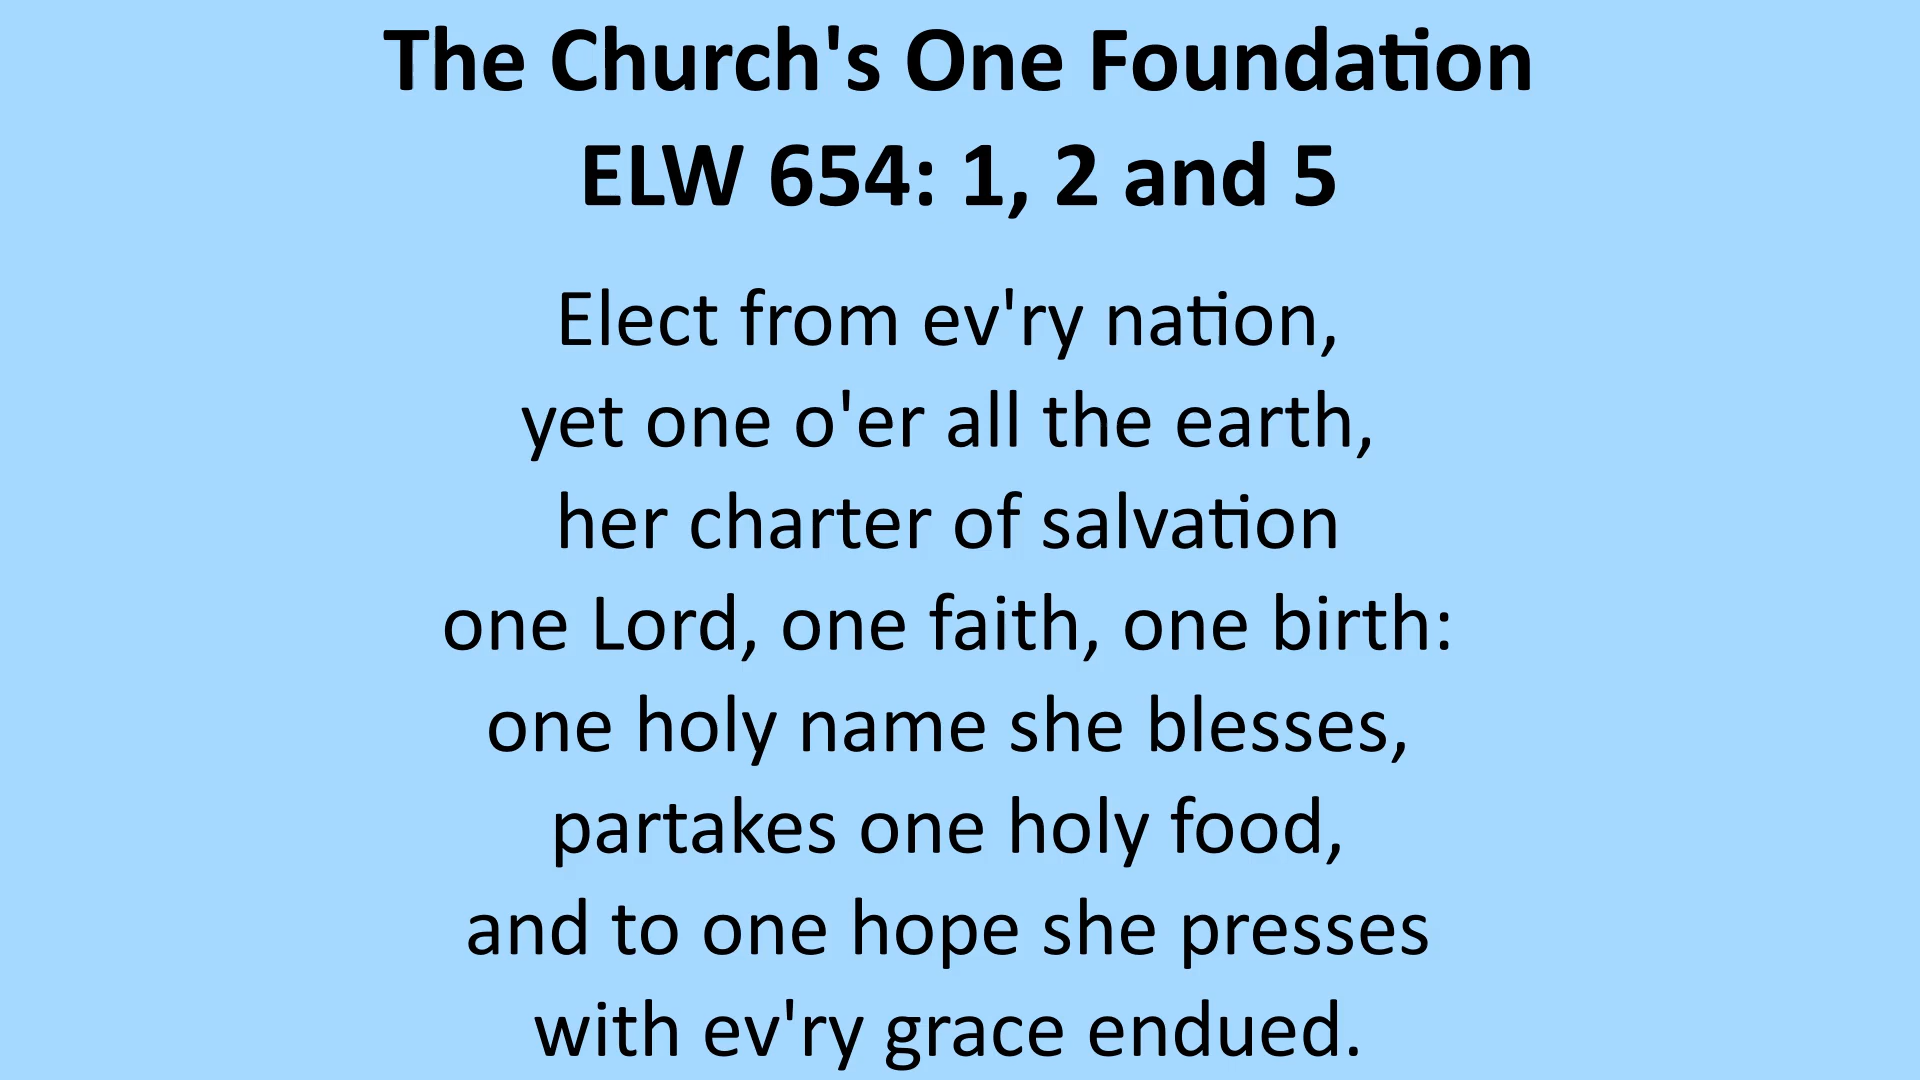 The Church's One Foundation
ELW 654: 1, 2 and 5
Elect from ev'ry nation,
yet one o'er all the earth,
her charter of salvation
one Lord, one faith, one birth:
one holy name she blesses,
partakes one holy food,
and to one hope she presses
with ev'ry grace endued.